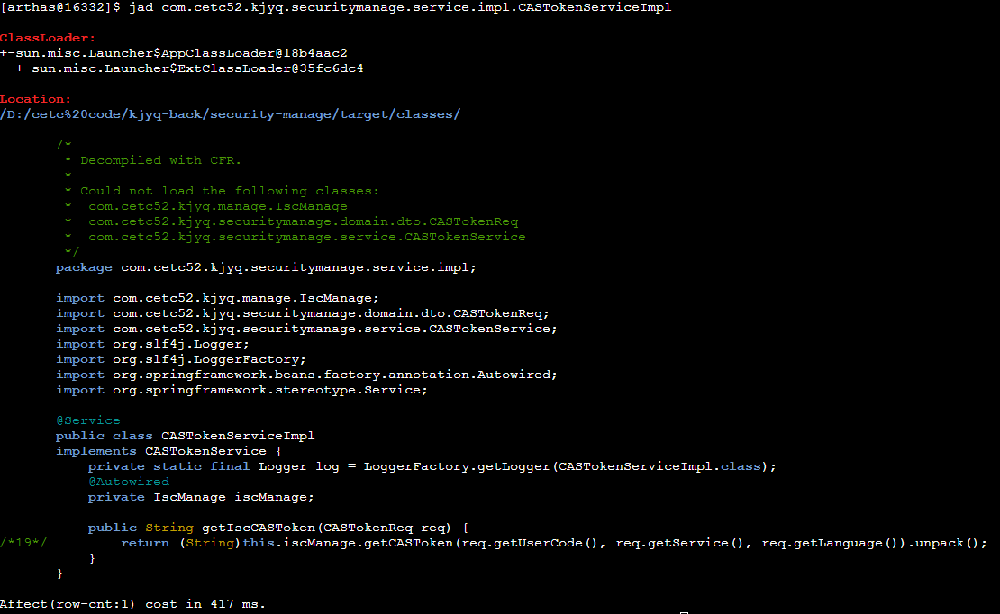 [arthas@16332]$ jad com.cetc52.kjyq.securitymanage.service.impl.CASTokenServiceImpl
ClassLoader:
+-sun.misc.Launcher$AppClassLoader@18b4aac2
+-sun.misc.Launcher$ExtClassLoader@35fc6dc4
Location:
/D:/cetc%20code/kjyq-back/security-manage/target/classes/
/*
* Decompiled with CFR.
*
* Could not load the following classes:
*  com.cetc52.kjyq.manage.IscManage
*  com.cetc52.kjyq.securitymanage.domain.dto.CASTokenReq
*  com.cetc52.kjyq.securitymanage.service.CASTokenService
*/
package com.cetc52.kjyq.securitymanage.service.impl;
import com.cetc52.kjyq.manage.IscManage;
import com.cetc52.kjyq.securitymanage.domain.dto.CASTokenReq;
import com.cetc52.kjyq.securitymanage.service.CASTokenService;
import org.slf4j.Logger;
import org.slf4j.LoggerFactory;
import org.springframework.beans.factory.annotation.Autowired;
import org.springframework.stereotype.Service;
@Service
public class CASTokenServiceImpl
implements CASTokenService {
private static final Logger log = LoggerFactory.getLogger(CASTokenServiceImpl.class);
@Autowired
private IscManage iscManage;
public String getIscCASToken(CASTokenReq req) {
/*19*/ return (String)this.iscManage.getCASToken(req.getUserCode(), req.getService(), req.getLanguage()).unpack();
}
}
Affect(row-cnt:1) cost in 417 ms.